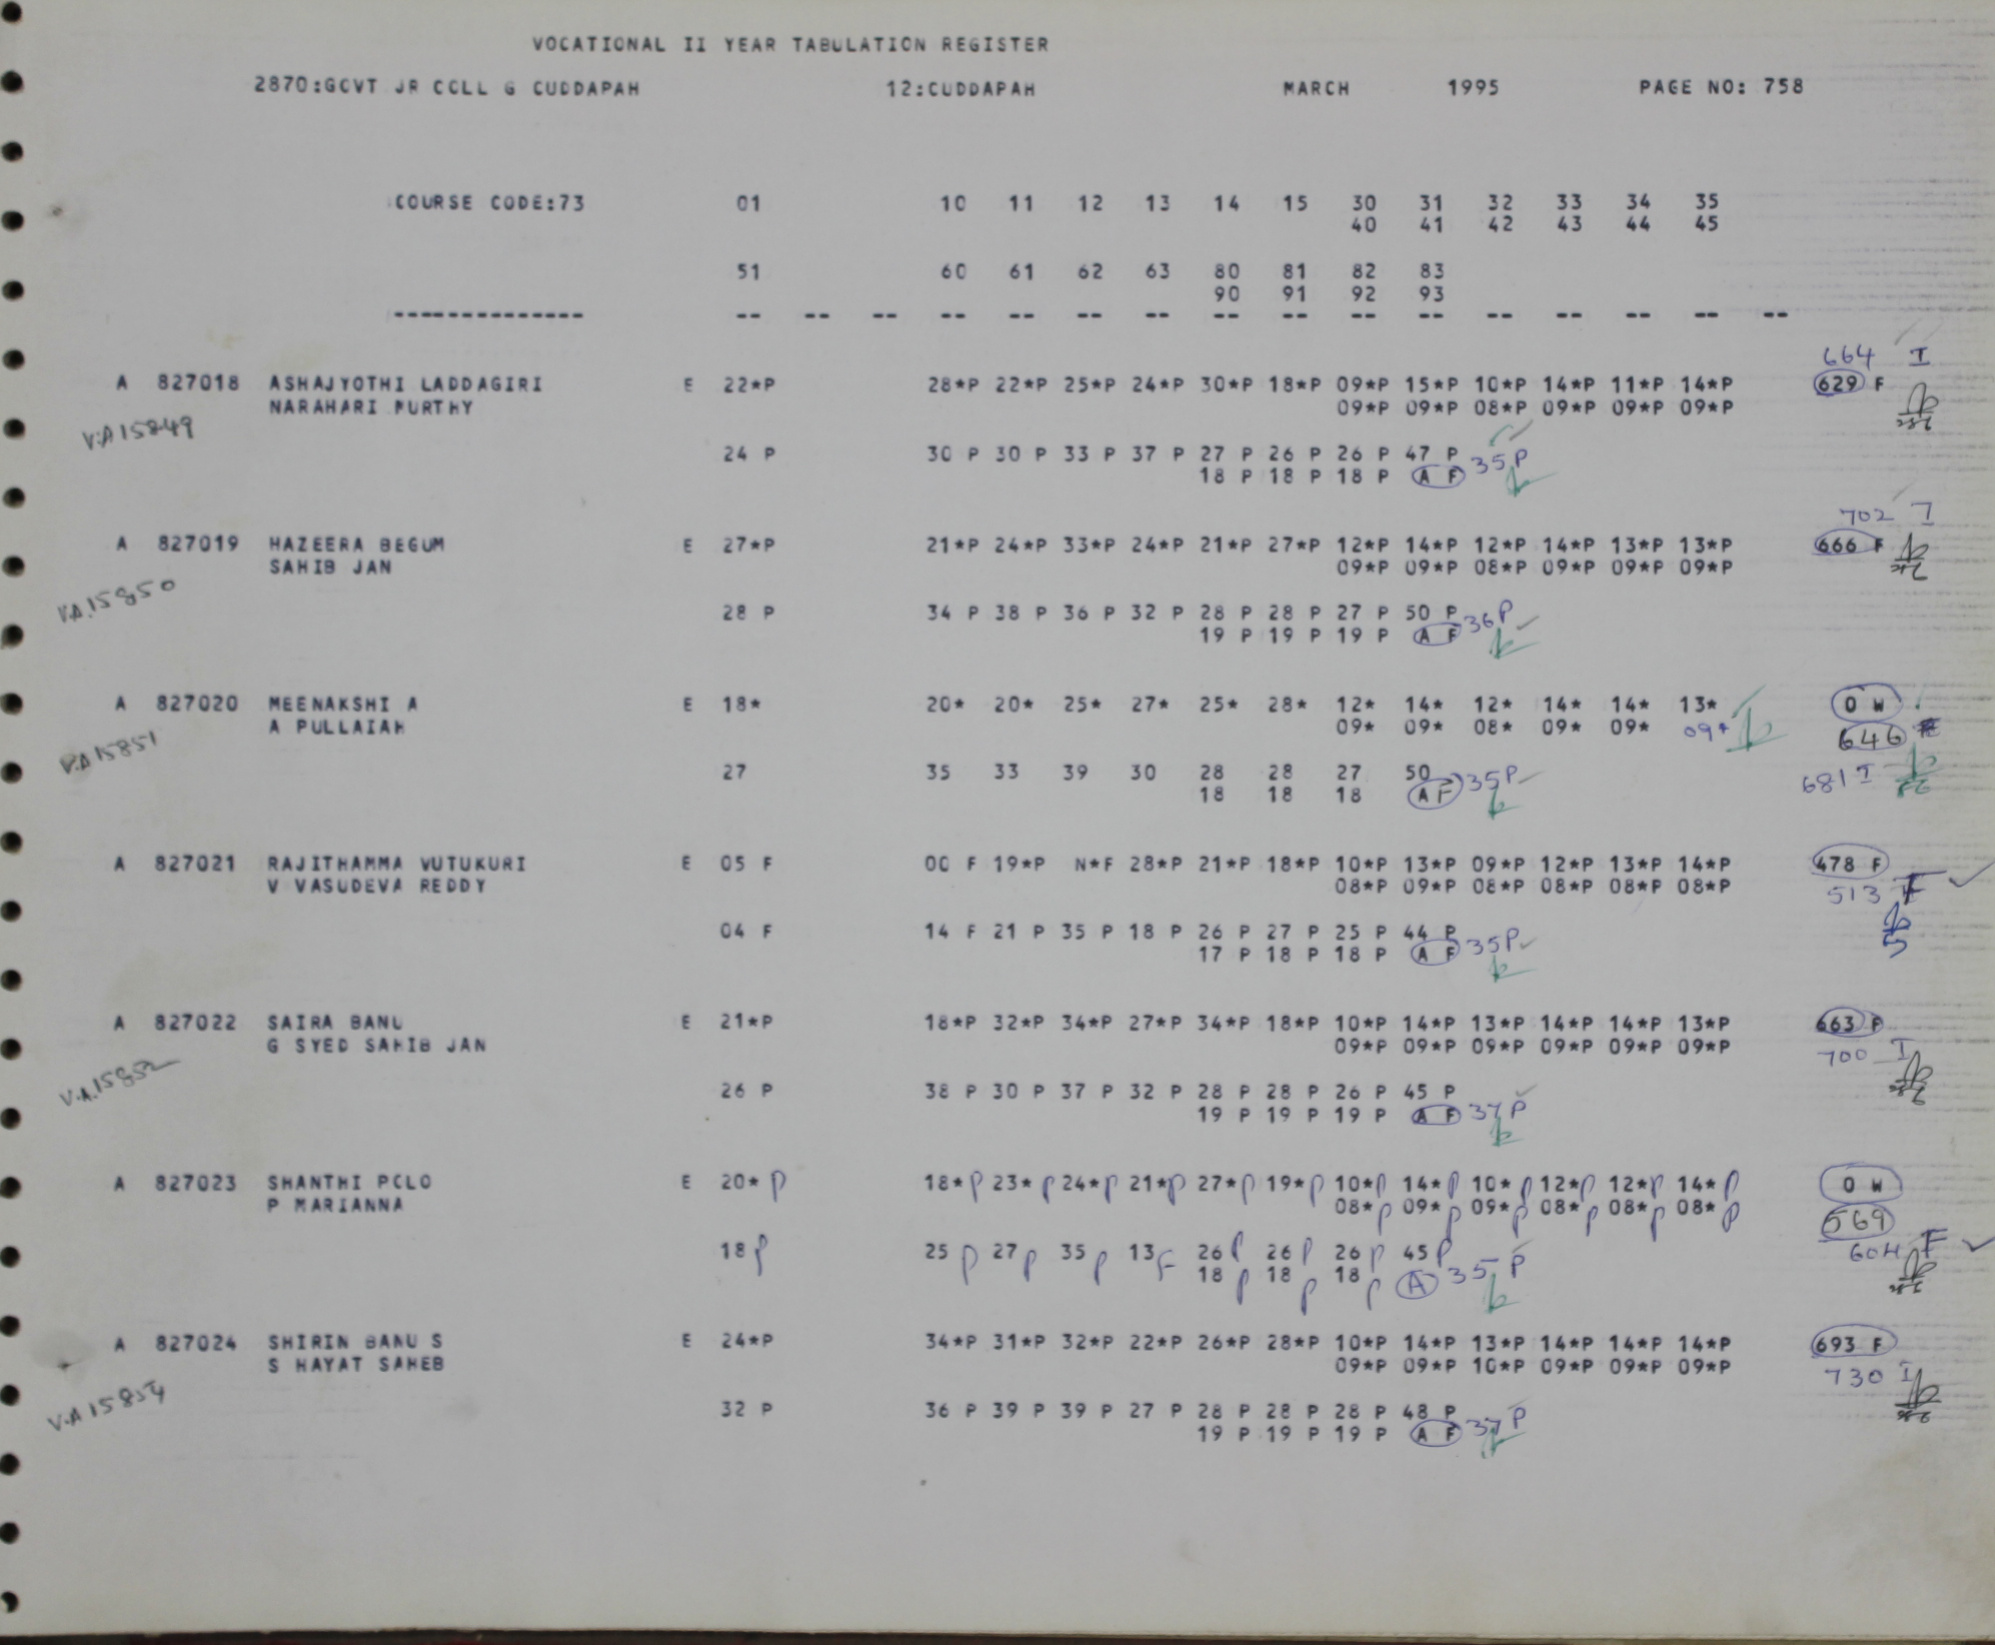 VOCATIONAL II YEAR TABULATION REGISTER
2870:GOVT JR COLL G CUDDAPAH 12:CUDDAPAH MARCH 1995 PAGE NO: 758
COURSE CODE:73 01 10 11 12 13 14 15 30 31 32 33 34 35
40 41 42 43 44 45
51 60 61 62 63 80 81 82 83
90 91 92 93
-------------- -- -- -- -- -- -- -- -- -- -- -- -- -- -- -- --
664 I
A 827018 ASHAJYOTHI LADDAGIRI E 22*P 28*P 22*P 25*P 24*P 30*P 18*P 09*P 15*P 10*P 14*P 11*P 14*P 629 F
NARAHARI MURTHY 09*P 09*P 08*P 09*P 09*P 09*P
V.A 15849
24 P 30 P 30 P 33 P 37 P 27 P 26 P 26 P 47 P 35 P
18 P 18 P 18 P A F
702 I
A 827019 HAZEERA BEGUM E 27*P 21*P 24*P 33*P 24*P 21*P 27*P 12*P 14*P 12*P 14*P 13*P 13*P 666 F
SAHIB JAN 09*P 09*P 08*P 09*P 09*P 09*P
V.A. 15850
28 P 34 P 38 P 36 P 32 P 28 P 28 P 27 P 50 P 36 P
19 P 19 P 19 P A F
A 827020 MEENAKSHI A E 18* 20* 20* 25* 27* 25* 28* 12* 14* 12* 14* 14* 13* O W
A PULLAIAH 09* 09* 08* 09* 09* 09* 646
V.A 15851
27 35 33 39 30 28 28 27 50 35 P 681 I
18 18 18 A F
A 827021 RAJITHAMMA VUTUKURI E 05 F 00 F 19*P N*F 28*P 21*P 18*P 10*P 13*P 09*P 12*P 13*P 14*P 478 F
V VASUDEVA REDDY 08*P 09*P 08*P 08*P 08*P 08*P 513 F
04 F 14 F 21 P 35 P 18 P 26 P 27 P 25 P 44 P 35 P
17 P 18 P 18 P A F
A 827022 SAIRA BANU E 21*P 18*P 32*P 34*P 27*P 34*P 18*P 10*P 14*P 13*P 14*P 14*P 13*P 663 F
G SYED SAHIB JAN 09*P 09*P 09*P 09*P 09*P 09*P 700 I
V.A. 15852
26 P 38 P 30 P 37 P 32 P 28 P 28 P 26 P 45 P
19 P 19 P 19 P A F 37 P
A 827023 SHANTHI POLO E 20* P 18* P 23* P 24* P 21* P 27* P 19* P 10* P 14* P 10* P 12* P 12* P 14* P O W
P MARIANNA 08* P 09* P 09* P 08* P 08* P 08* P 569
18 P 25 P 27 P 35 P 13 F 26 P 26 P 26 P 45 P 604 F
18 P 18 P 18 P A 35 P
A 827024 SHIRIN BANU S E 24*P 34*P 31*P 32*P 22*P 26*P 28*P 10*P 14*P 13*P 14*P 14*P 14*P 693 F
S HAYAT SAHEB 09*P 09*P 10*P 09*P 09*P 09*P 730 I
V.A 15854
32 P 36 P 39 P 39 P 27 P 28 P 28 P 28 P 48 P
19 P 19 P 19 P A F 37 P